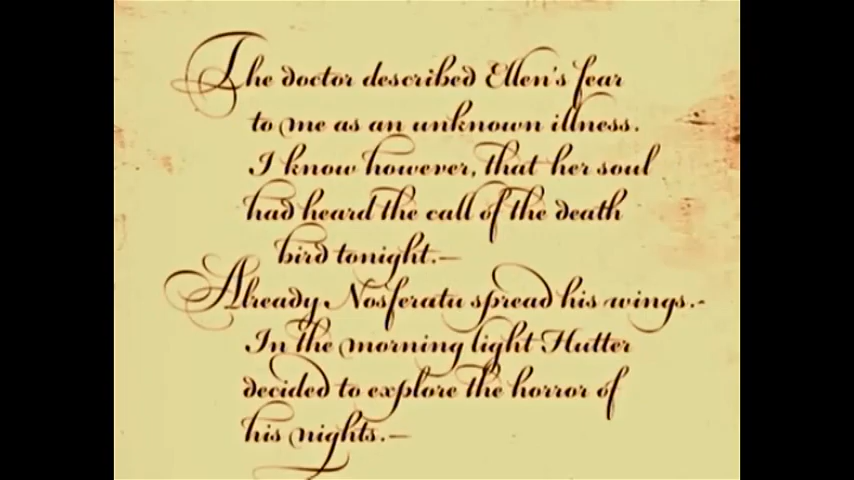 The doctor described Ellen's fear
to me as an unknown illness.
I know however, that her soul
had heard the call of the death
bird tonight.—
Already Nosferatu spread his wings.-
In the morning light Hutter
decided to explore the horror of
his nights.—